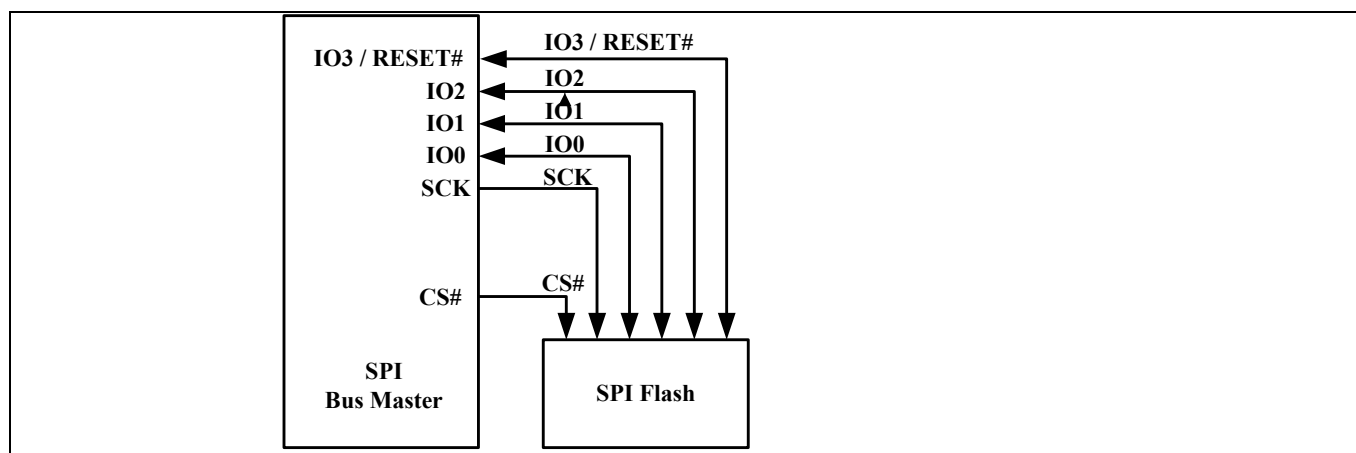 IO3 / RESET# IO3 / RESET#
IO2 IO2
IO1 IO1
IO0 IO0
SCK SCK
CS# CS#
SPI
Bus Master
SPI Flash